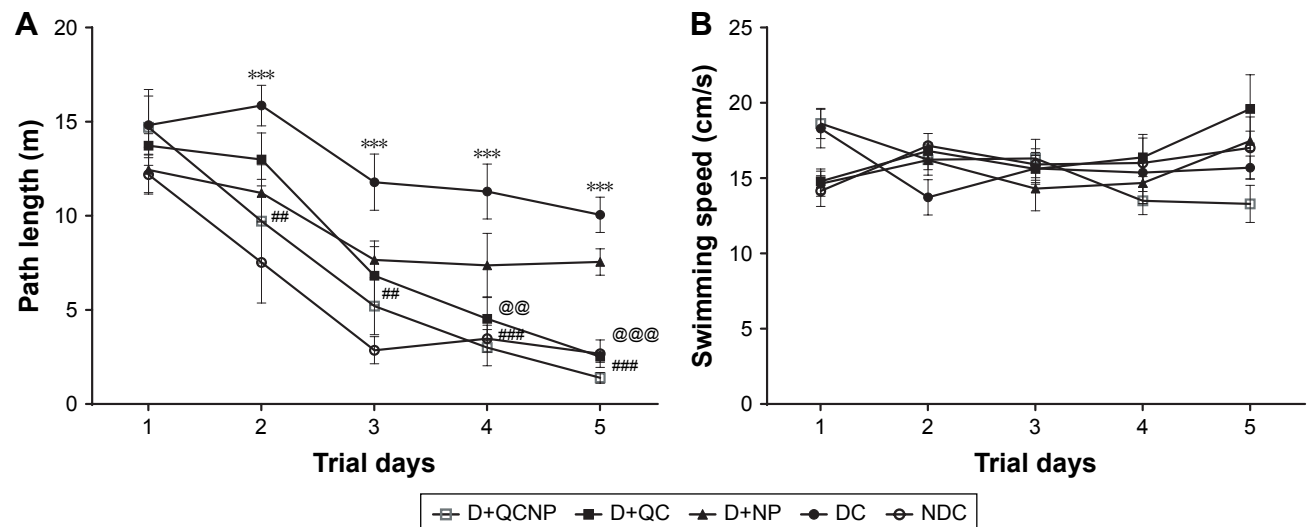 A
B
Path length (m)
20
15
10
5
0
***
***
***
***
##
##
@@
###
@@@
###
1 2 3 4 5
Trial days
Swimming speed (cm/s)
25
20
15
10
5
0
1 2 3 4 5
Trial days
D+QCNP D+QC D+NP DC NDC